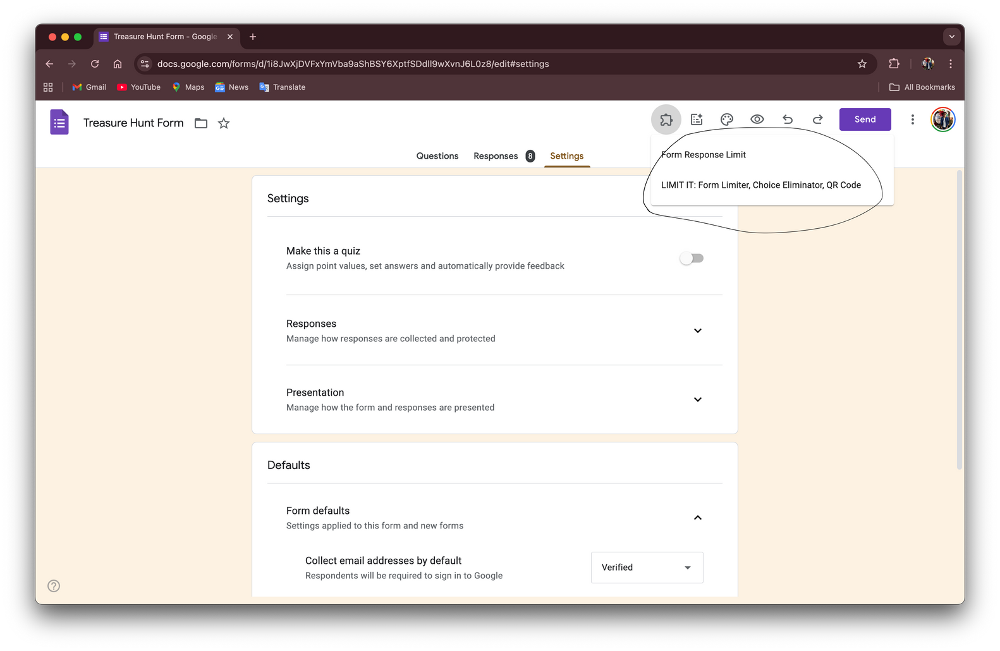 Treasure Hunt Form - Google
docs.google.com/forms/d/1i8JwXjDVFxYmVba9aShBSY6XptfSDdlI9wXvnJ6L0z8/edit#settings
Gmail YouTube Maps News Translate All Bookmarks
Treasure Hunt Form Send
Questions Responses 8 Settings
Form Response Limit
LIMIT IT: Form Limiter, Choice Eliminator, QR Code
Settings
Make this a quiz
Assign point values, set answers and automatically provide feedback
Responses
Manage how responses are collected and protected
Presentation
Manage how the form and responses are presented
Defaults
Form defaults
Settings applied to this form and new forms
Collect email addresses by default
Respondents will be required to sign in to Google
Verified